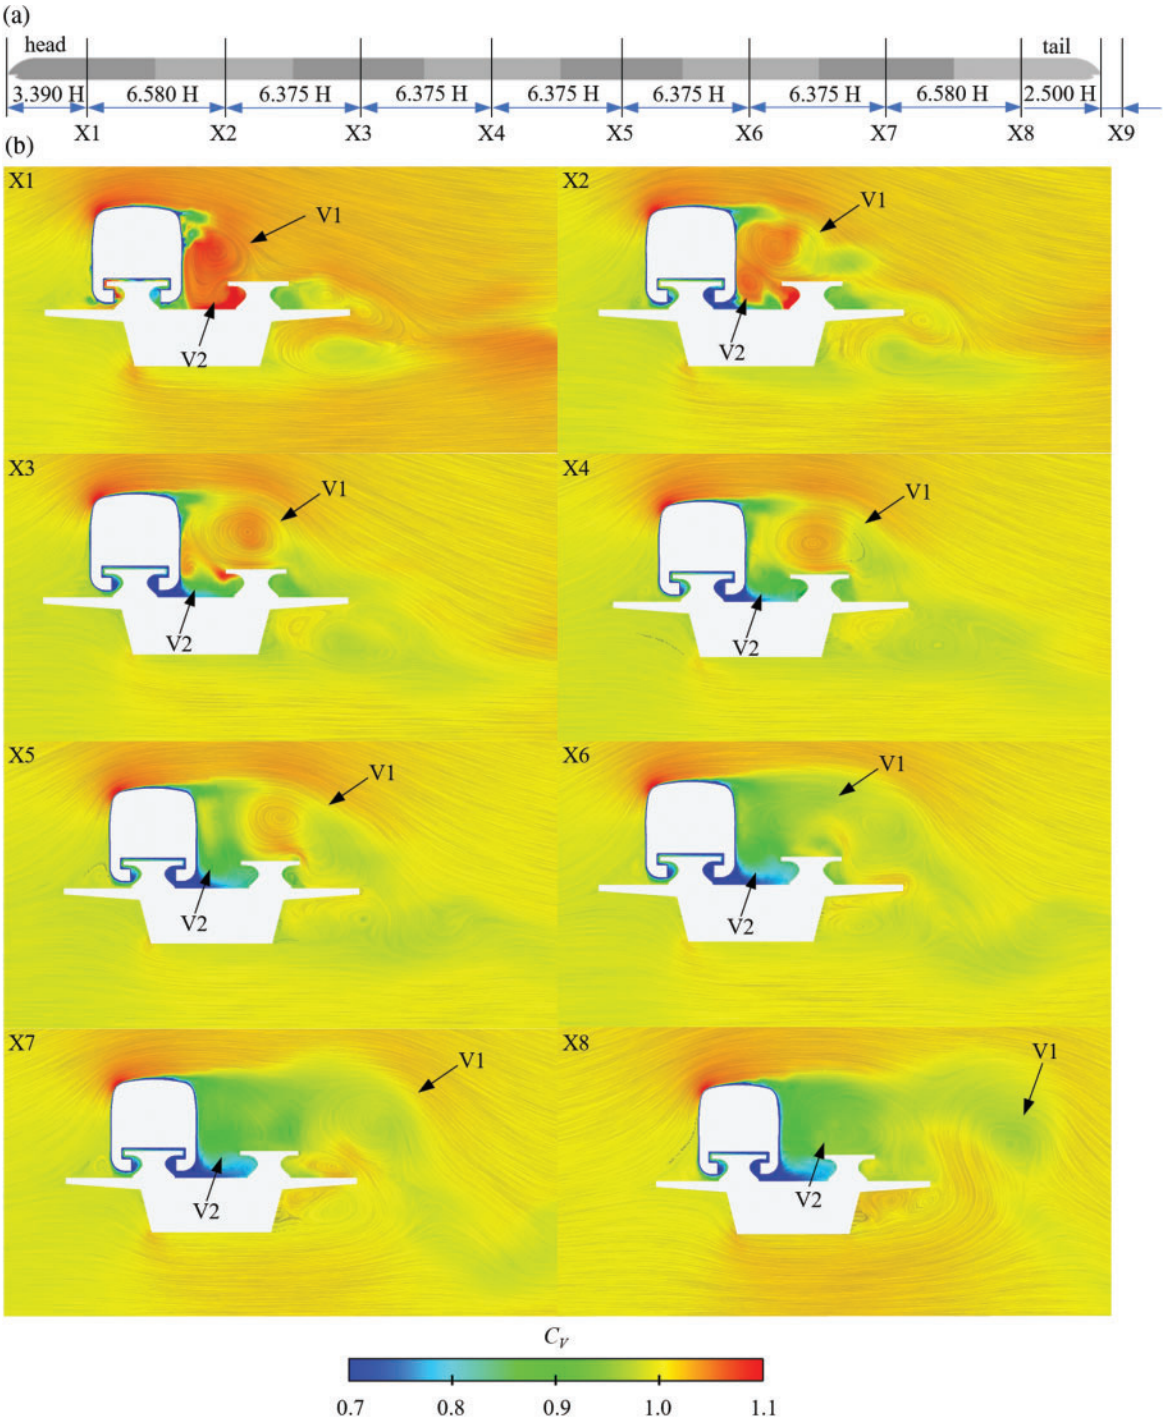 (a)
head tail
3.390 H 6.580 H 6.375 H 6.375 H 6.375 H 6.375 H 6.375 H 6.580 H 2.500 H
X1 X2 X3 X4 X5 X6 X7 X8 X9
(b)
X1 V1 V2
X2 V1 V2
X3 V1 V2
X4 V1 V2
X5 V1 V2
X6 V1 V2
X7 V1 V2
X8 V1 V2
C_V
0.7 0.8 0.9 1.0 1.1